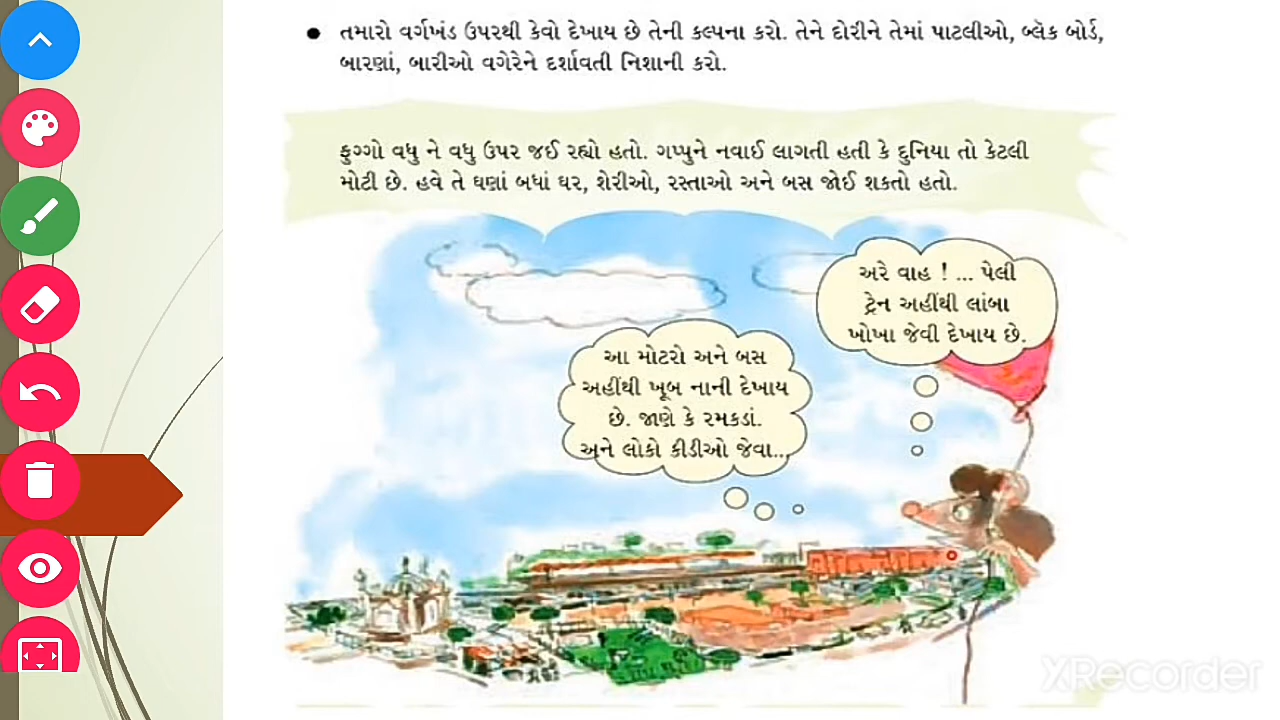 ● તમારો વર્ગખંડ ઉપરથી કેવો દેખાય છે તેની કલ્પના કરો. તેને દોરીને તેમાં પાટલીઓ, બ્લૅક બોર્ડ,
બારણાં, બારીઓ વગેરેને દર્શાવતી નિશાની કરો.
ફુગ્ગો વધુ ને વધુ ઉપર જઈ રહ્યો હતો. ગપ્પુને નવાઈ લાગતી હતી કે દુનિયા તો કેટલી
મોટી છે. હવે તે ઘણાં બધાં ઘર, શેરીઓ, રસ્તાઓ અને બસ જોઈ શકતો હતો.
અરે વાહ ! ... પેલી
ટ્રેન અહીંથી લાંબા
ખોખા જેવી દેખાય છે.
આ મોટરો અને બસ
અહીંથી ખૂબ નાની દેખાય
છે. જાણે કે રમકડાં.
અને લોકો કીડીઓ જેવા...
XRecorder